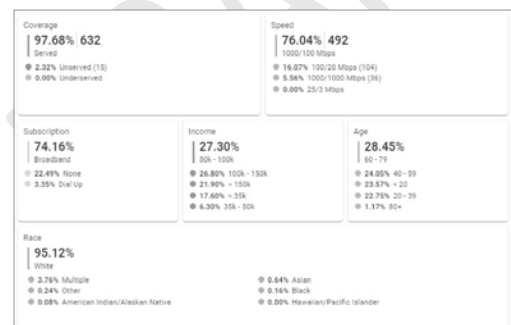 Coverage
97.68% 632
Served
2.32% Unserved (15)
0.00% Underserved
Speed
76.04% 492
1000/100 Mbps
16.07% 100/20 Mbps (104)
5.56% 1000/1000 Mbps (36)
0.00% 25/3 Mbps
Subscription
74.16%
Broadband
22.49% None
3.35% Dial Up
Income
27.30%
50k - 100k
26.80% 100k - 150k
21.90% > 150k
17.60% < 35k
6.30% 35k - 50k
Age
28.45%
60 - 79
24.05% 40 - 59
23.57% < 20
22.75% 20 - 39
1.17% 80+
Race
95.12%
White
3.76% Multiple
0.24% Other
0.08% American Indian/Alaskan Native
0.64% Asian
0.16% Black
0.00% Hawaiian/Pacific Islander